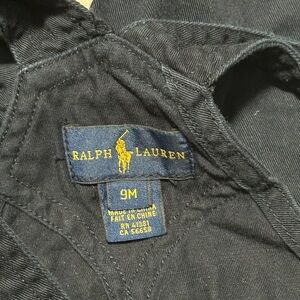 RALPH LAUREN
9M
MADE IN CHINA
FAIT EN CHINE
RN 41381
CA 56658